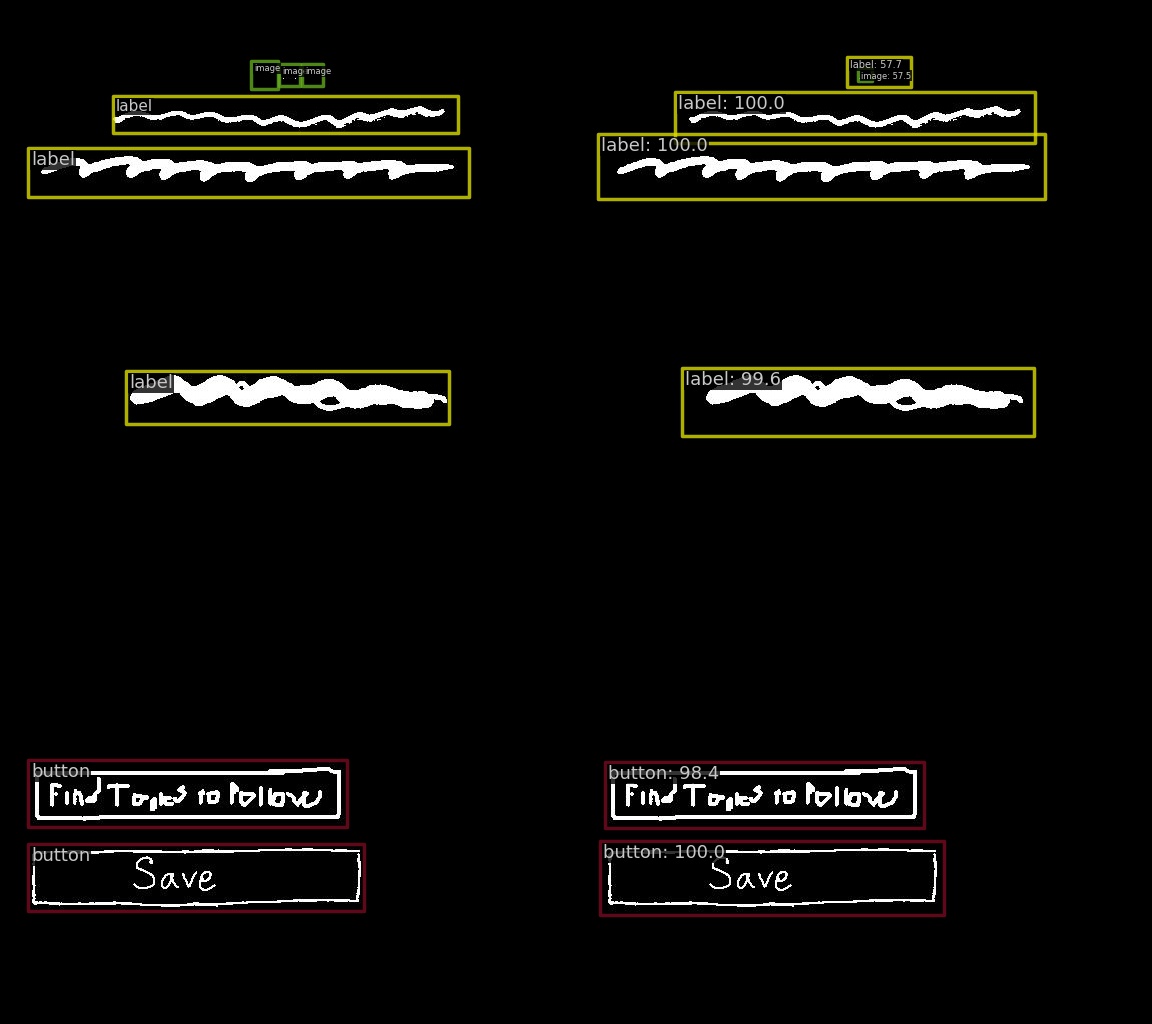 image image image label: 57.7
image: 57.5
label label: 100.0
label label: 100.0
label label: 99.6
button button: 98.4
Find Topics to Follow Find Topics to Follow
button button: 100.0
Save Save